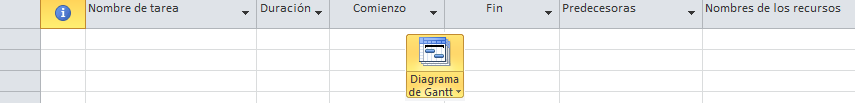 Nombre de tarea Duración Comienzo Fin Predecesoras Nombres de los recursos
Diagrama
de Gantt